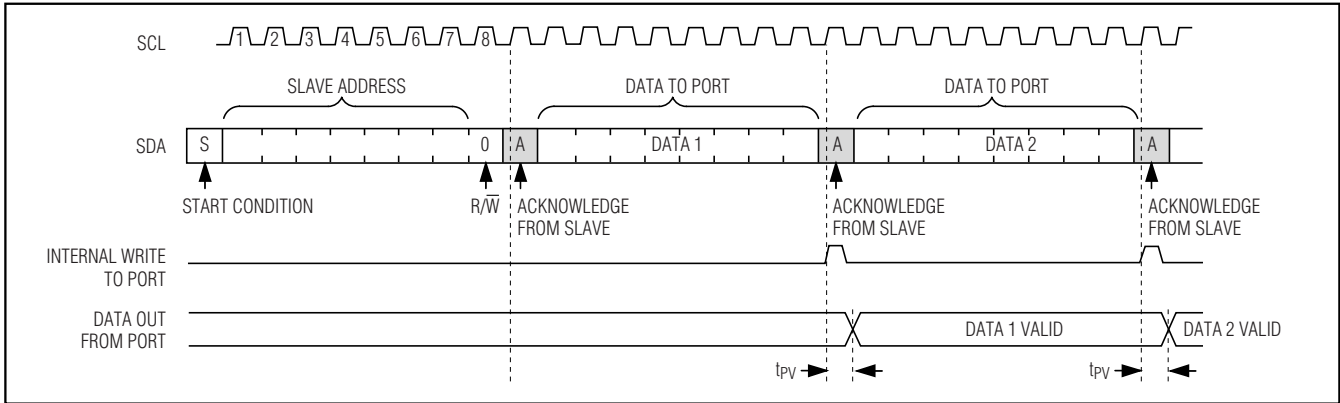 SCL 1 2 3 4 5 6 7 8
SLAVE ADDRESS DATA TO PORT DATA TO PORT
SDA S 0 A DATA 1 A DATA 2 A
START CONDITION R/W̅ ACKNOWLEDGE FROM SLAVE ACKNOWLEDGE FROM SLAVE ACKNOWLEDGE FROM SLAVE
INTERNAL WRITE
TO PORT
DATA OUT
FROM PORT
DATA 1 VALID DATA 2 VALID
tPV tPV